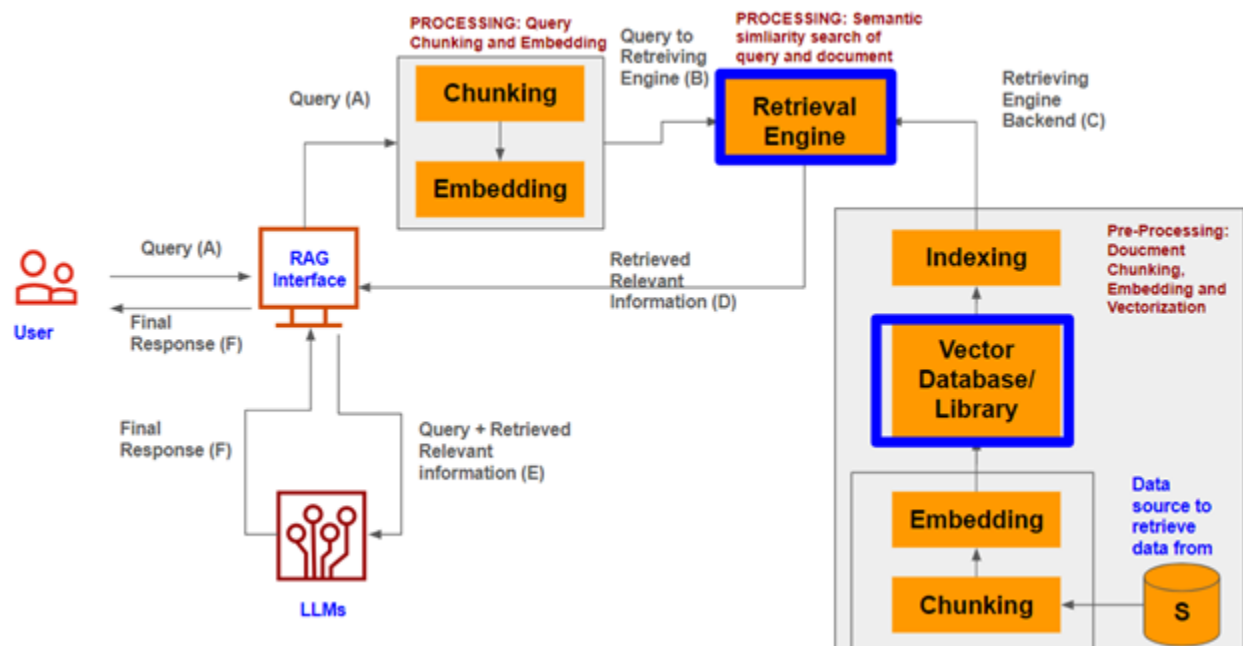 PROCESSING: Query
Chunking and Embedding
Query to
Retreiving
Engine (B)
PROCESSING: Semantic
simliarity search of
query and document
Retrieving
Engine
Backend (C)
Query (A)
Chunking
Embedding
Retrieval
Engine
Query (A)
RAG
Interface
User
Final
Response (F)
Retrieved
Relevant
Information (D)
Indexing
Pre-Processing:
Doucment
Chunking,
Embedding and
Vectorization
Vector
Database/
Library
Final
Response (F)
Query + Retrieved
Relevant
information (E)
LLMs
Embedding
Chunking
Data
source to
retrieve
data from
S